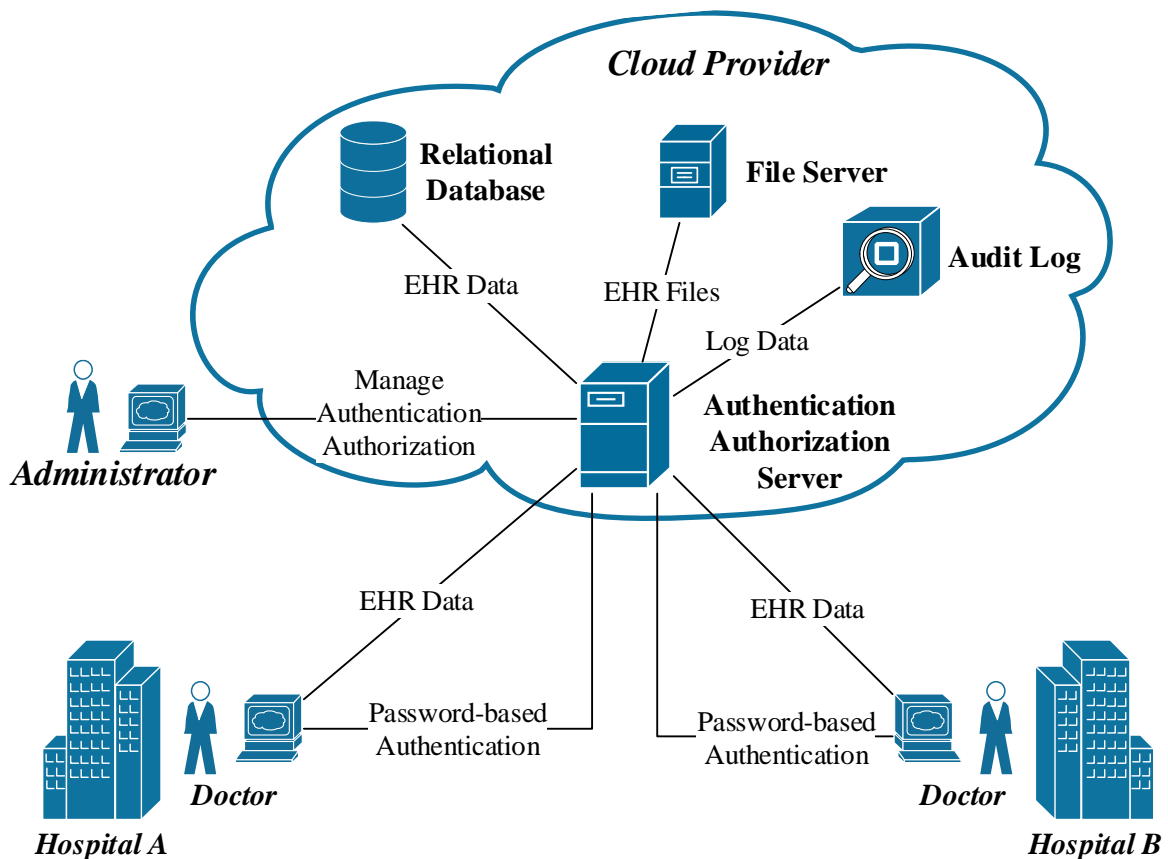 Cloud Provider
Relational
Database
File Server
Audit Log
EHR Data
EHR Files
Log Data
Manage
Authentication
Authorization
Administrator
Authentication
Authorization
Server
EHR Data
EHR Data
Password-based
Authentication
Password-based
Authentication
Doctor
Doctor
Hospital A
Hospital B